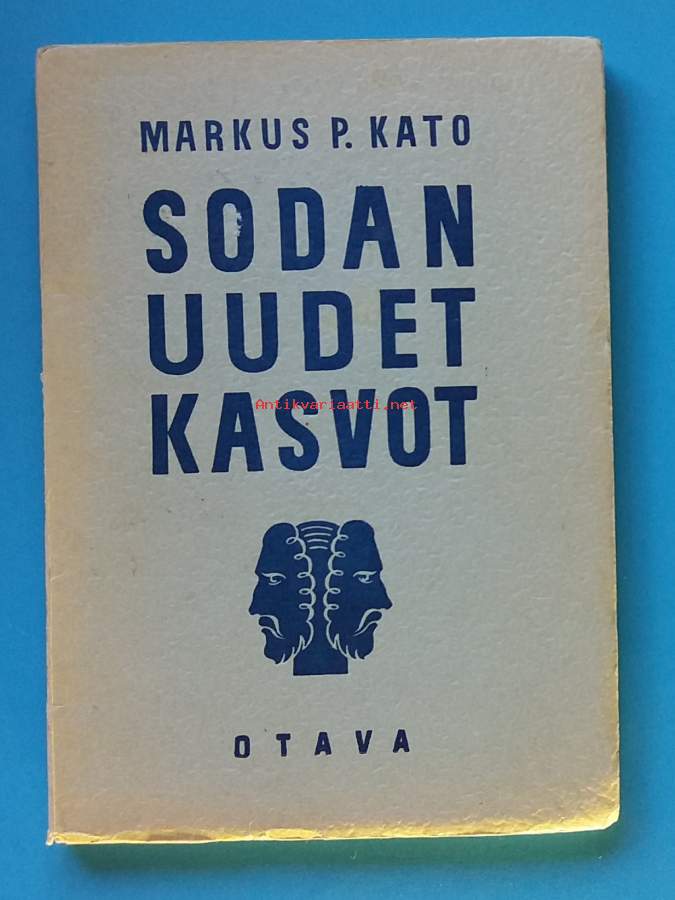 MARKUS P. KATO
SODAN
UUDET
Antikvariaatti.net
KASVOT
OTAVA